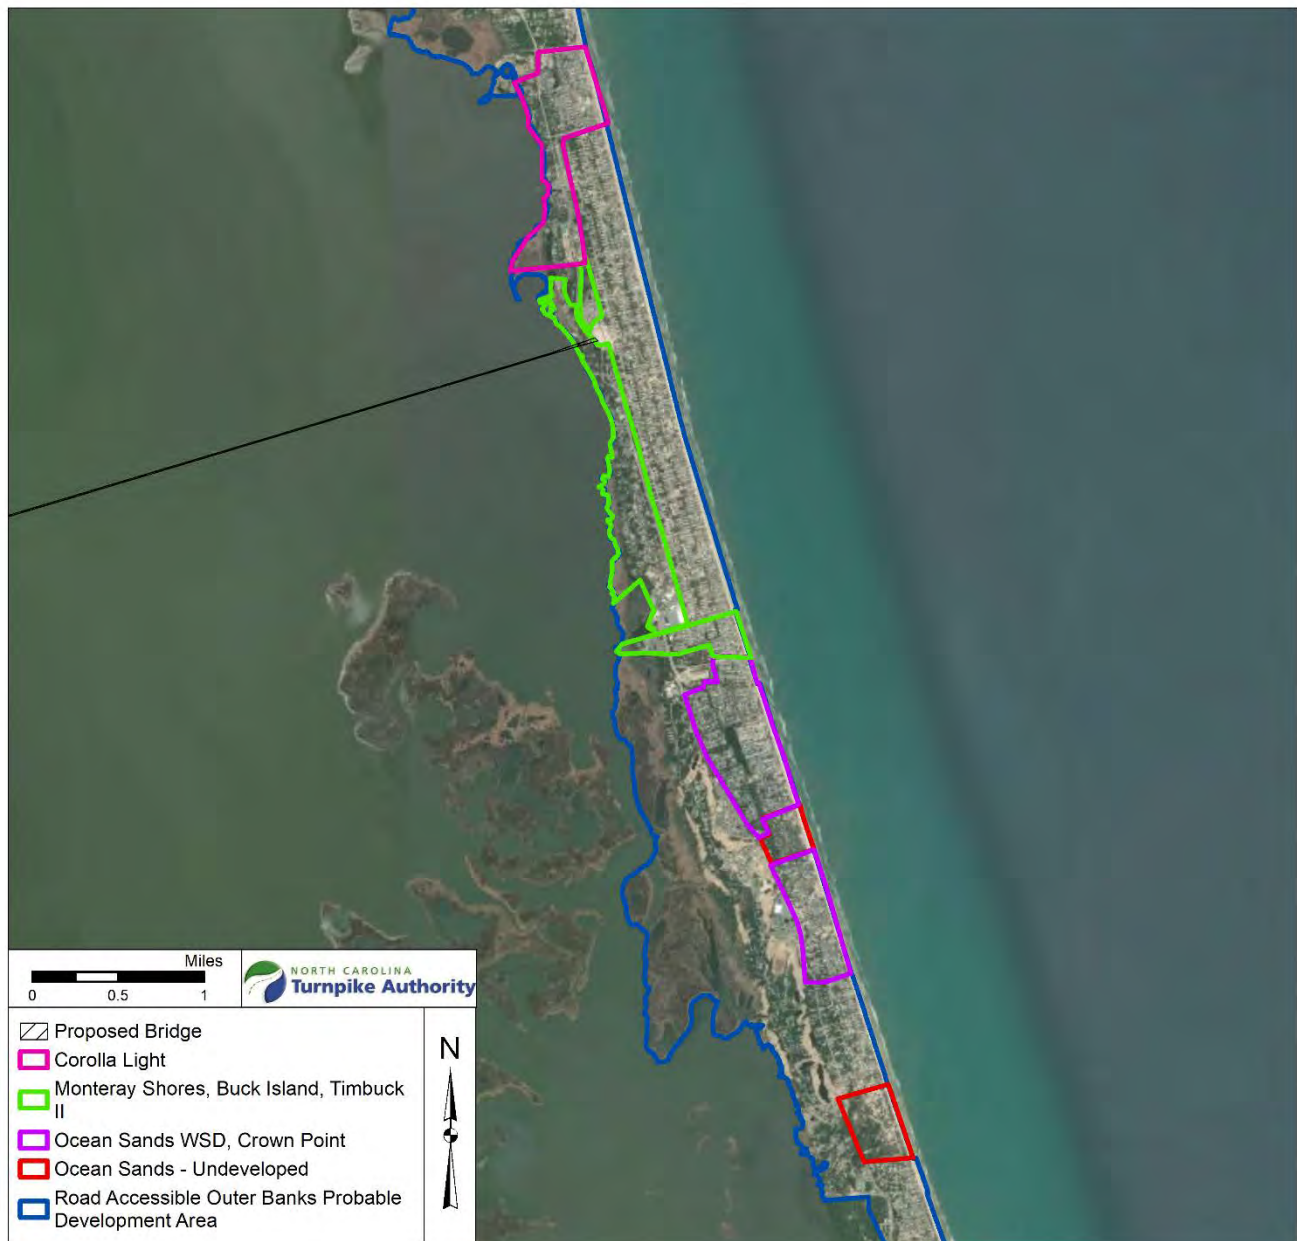 Miles
0 0.5 1
NORTH CAROLINA
Turnpike Authority
Proposed Bridge
Corolla Light
Monteray Shores, Buck Island, Timbuck
II
Ocean Sands WSD, Crown Point
Ocean Sands - Undeveloped
Road Accessible Outer Banks Probable
Development Area
N